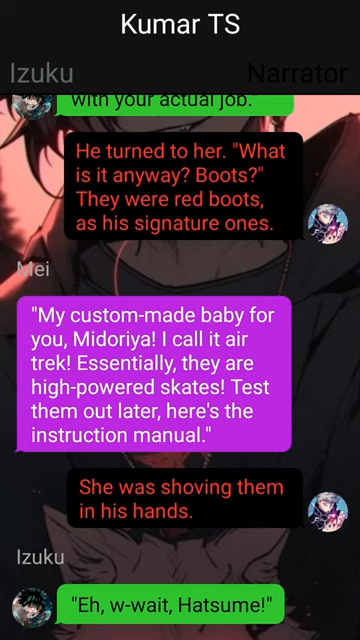 Kumar TS
Izuku
Narrator
with your actual job."
He turned to her. "What
is it anyway? Boots?"
They were red boots,
as his signature ones.
Mei
"My custom-made baby for
you, Midoriya! I call it air
trek! Essentially, they are
high-powered skates! Test
them out later, here's the
instruction manual."
She was shoving them
in his hands.
Izuku
"Eh, w-wait, Hatsume!"